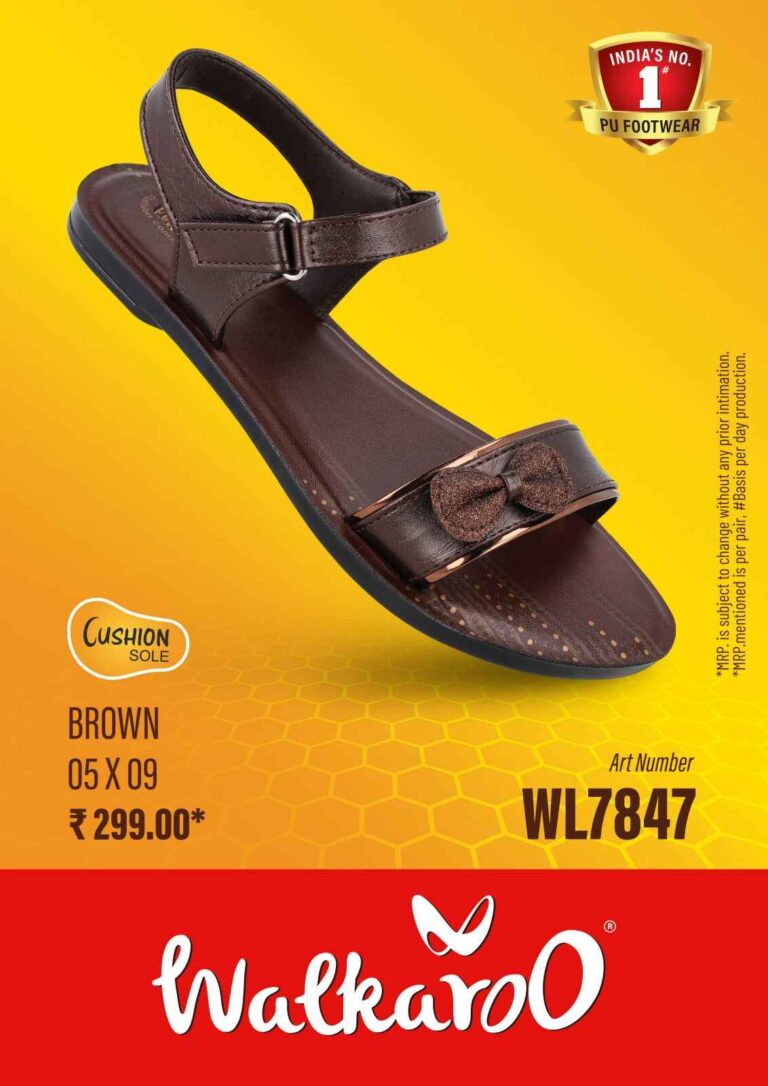 INDIA'S NO.
1#
PU FOOTWEAR
*MRP. is subject to change without any prior intimation.
*MRP.mentioned is per pair, #Basis per day production.
CUSHION
SOLE
BROWN
05 X 09
₹ 299.00*
Art Number
WL7847
Walkaroo®